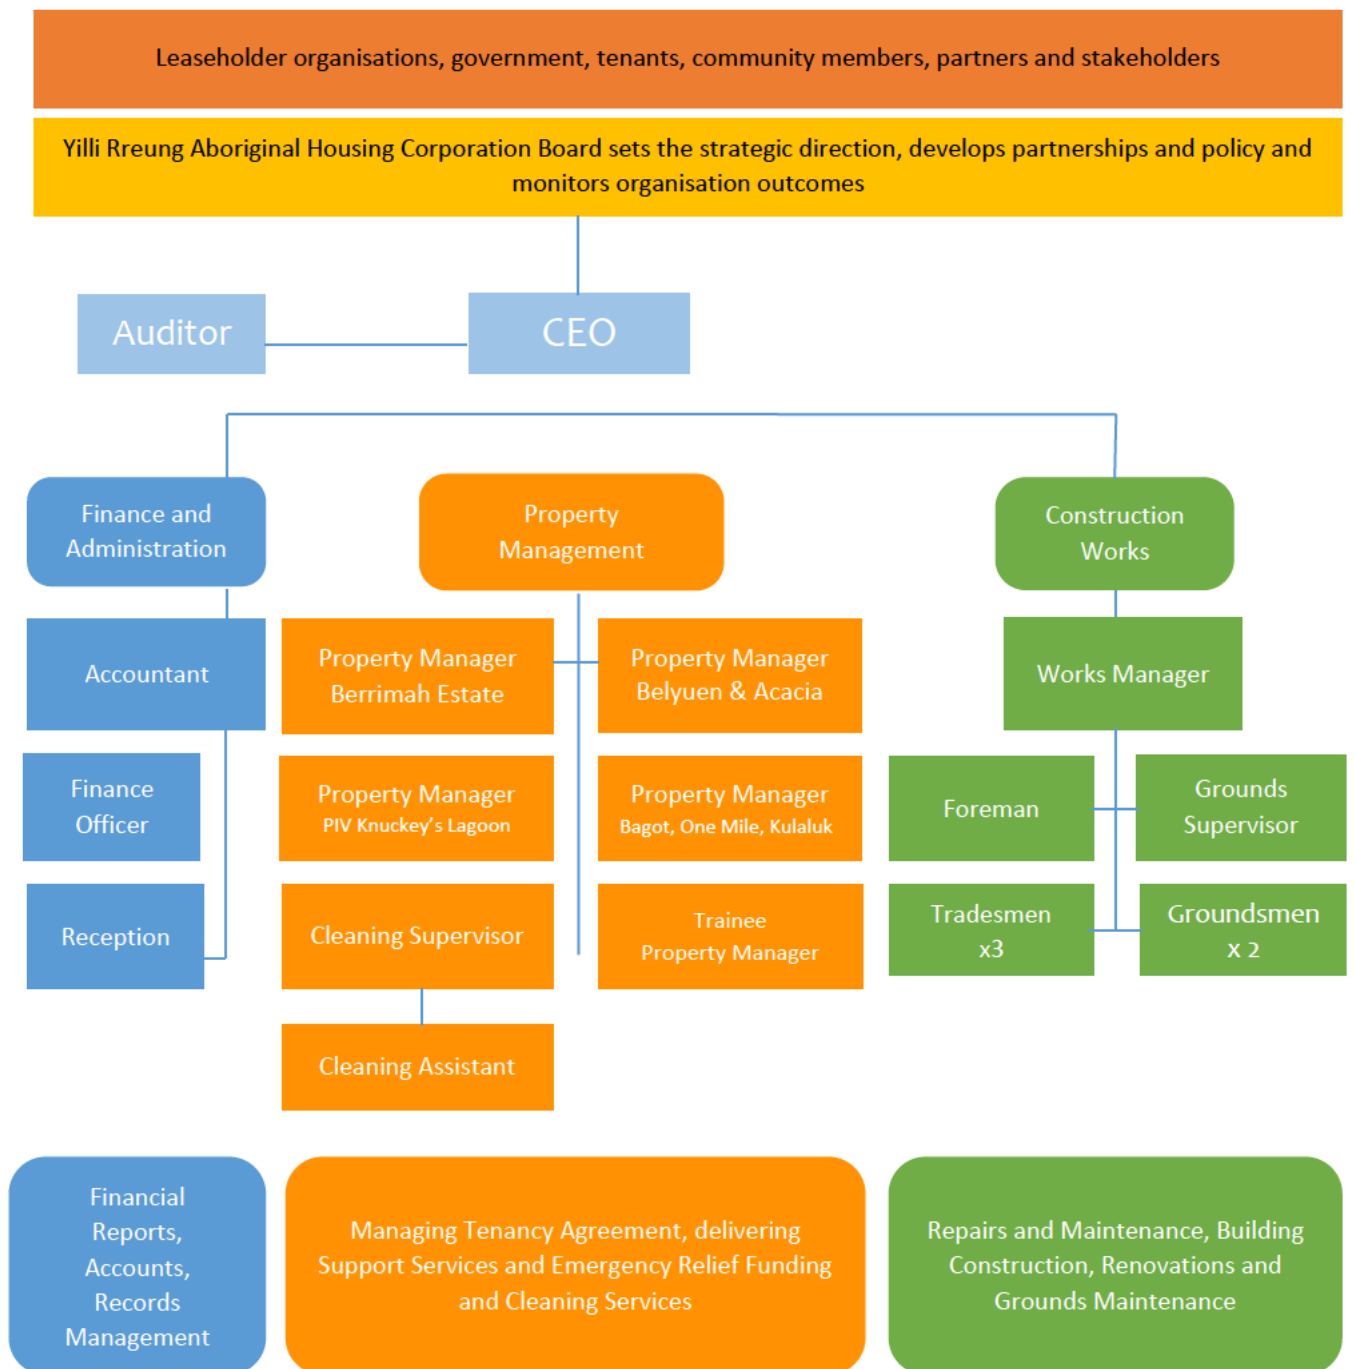 Leaseholder organisations, government, tenants, community members, partners and stakeholders
Yilli Rreung Aboriginal Housing Corporation Board sets the strategic direction, develops partnerships and policy and
monitors organisation outcomes
Auditor
CEO
Finance and
Administration
Property
Management
Construction
Works
Accountant
Property Manager
Berrimah Estate
Property Manager
Belyuen & Acacia
Works Manager
Finance
Officer
Property Manager
PIV Knuckey's Lagoon
Property Manager
Bagot, One Mile, Kulaluk
Foreman
Grounds
Supervisor
Reception
Cleaning Supervisor
Trainee
Property Manager
Tradesmen
x3
Groundsmen
x 2
Cleaning Assistant
Financial
Reports,
Accounts,
Records
Management
Managing Tenancy Agreement, delivering
Support Services and Emergency Relief Funding
and Cleaning Services
Repairs and Maintenance, Building
Construction, Renovations and
Grounds Maintenance